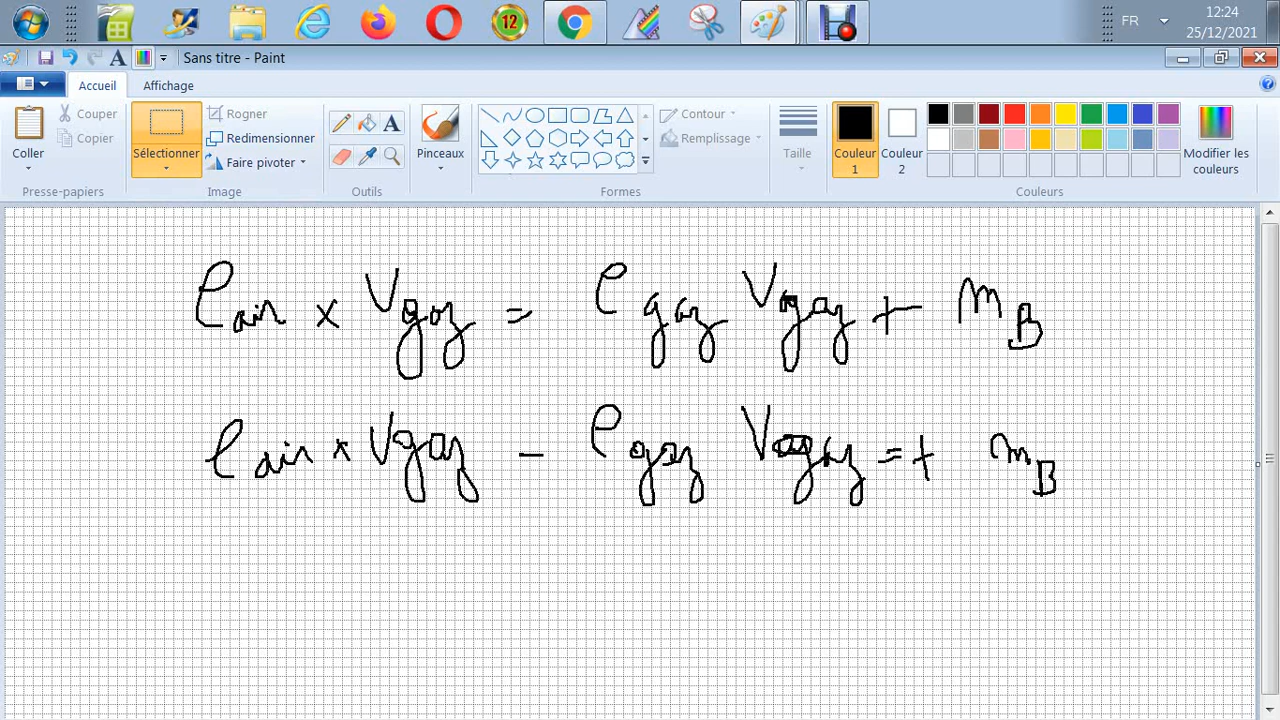 12
FR
12:24
25/12/2021
Sans titre - Paint
Accueil
Affichage
Coller
Couper
Copier
Presse-papiers
Sélectionner
Rogner
Redimensionner
Faire pivoter
Image
A
Outils
Pinceaux
Contour
Remplissage
Formes
Taille
Couleur 1
Couleur 2
Modifier les couleurs
Couleurs
ρair × Vgaz = ρgaz Vgaz + mB
ρair × Vgaz − ρgaz Vgaz = + mB